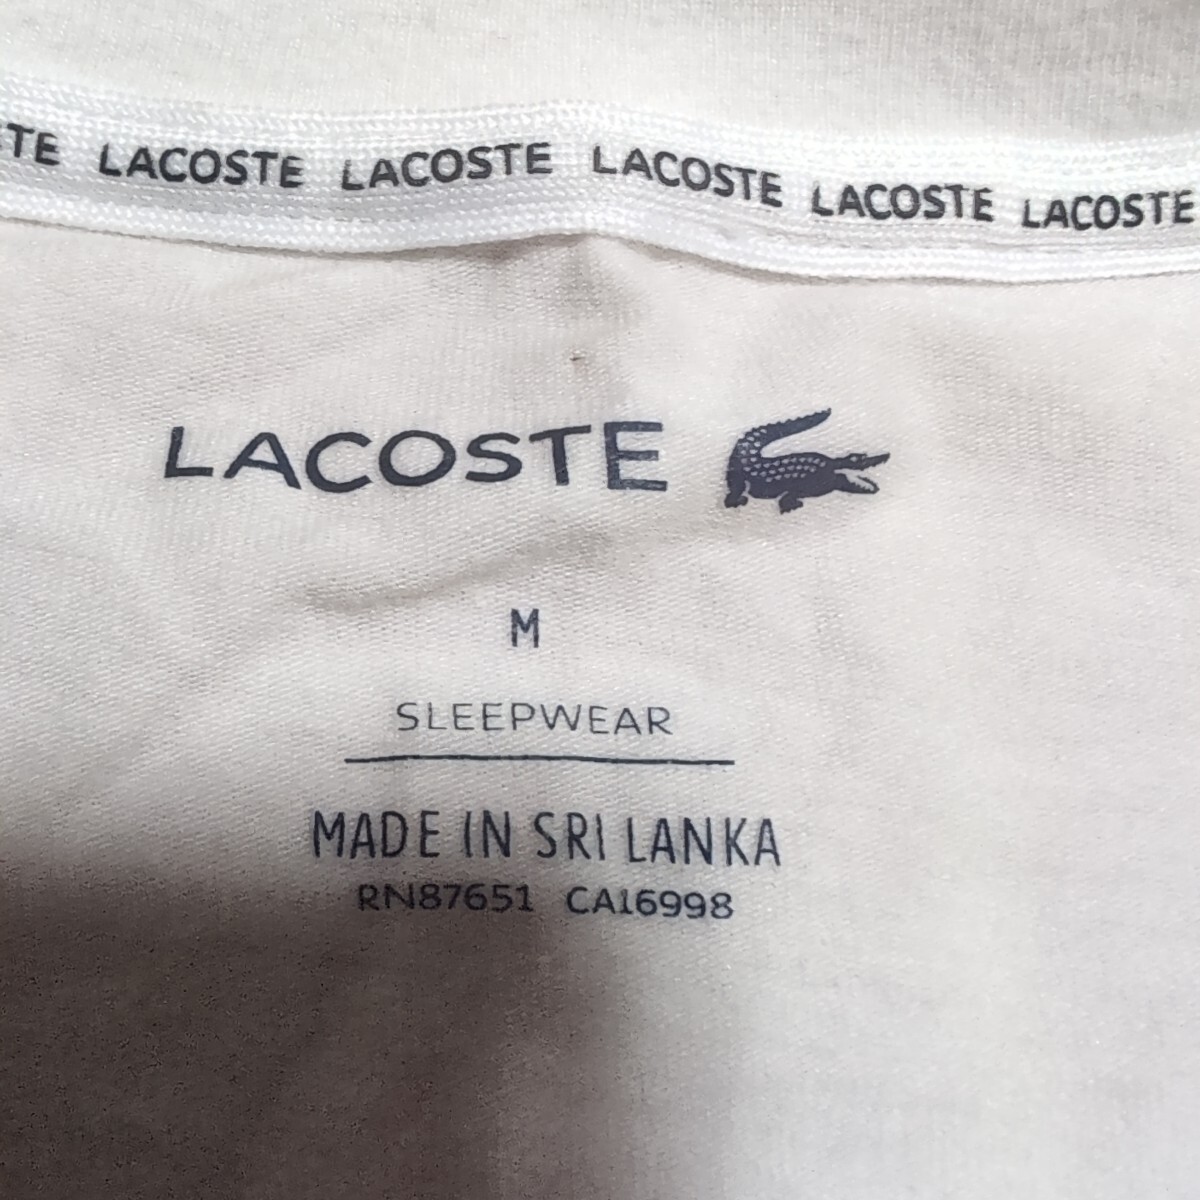 TE LACOSTE LACOSTE LACOSTE LACOSTE LACOSTE
LACOSTE
M
SLEEPWEAR
MADE IN SRI LANKA
RN87651 CA16998